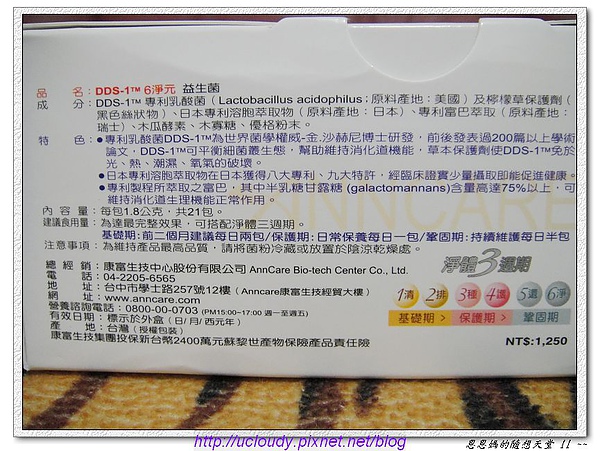 品　　　名：DDS-1™ 6淨元 益生菌
成　　　分：DDS-1™ 專利乳酸菌（Lactobacillus acidophilus；原料產地：美國）及檸檬草保護劑（
黑色絲狀物）、日本專利溶胞萃取物（原料產地：日本）、專利富巴萃取（原料產地：
瑞士）、木瓜酵素、木寡糖、優格粉末。
特　　　色：●專利乳酸菌DDS-1™為世界菌學權威-金.沙赫尼博士研發，前後發表過200篇以上學術
論文，DDS-1™可平衡細菌叢生態，幫助維持消化道機能，草本保護劑使DDS-1™免於
光、熱、潮濕、氧氣的破壞。
●日本專利溶胞萃取物在日本獲得八大專利、九大特許，經臨床證實少量攝取即能促進健康。
●專利製程所萃取之富巴，其中半乳糖甘露糖 (galactomannans)含量高達75%以上，可
維持消化道生理機能正常作用。
內 容 量：每包1.8公克，共21包。
建議食用量：為達最完整效果，可搭配淨體三週期。
基礎期：前二個月建議每日兩包/保護期：日常保養每日一包/鞏固期：持續維護每日半包
注意事項：為維持產品最高品質，請將菌粉冷藏或放置於陰涼乾燥處。
ANNCARE
總 經 銷：康富生技中心股份有限公司 AnnCare Bio-tech Center Co., Ltd.
電　　話：04-2205-6565
地　　址：台中市學士路257號12樓（Anncare康富生技經貿大樓）
網　　址：www.anncare.com
營養諮詢電話：0800-00-0703 (PM15:00~17:00 週一至週五)
有效日期：標示於外盒（日/ 月/ 西元年）
產　　地：台灣（授權包裝）
康富生技集團投保新台幣2400萬元蘇黎世產物保險產品責任險
淨體3週期
1清 2排 3種 4護 5適 6淨
基礎期 > 保護期 > 鞏固期
NT$:1,250
http://ucloudy.pixnet.net/blog
恩恩媽的隨想天堂 II ~~